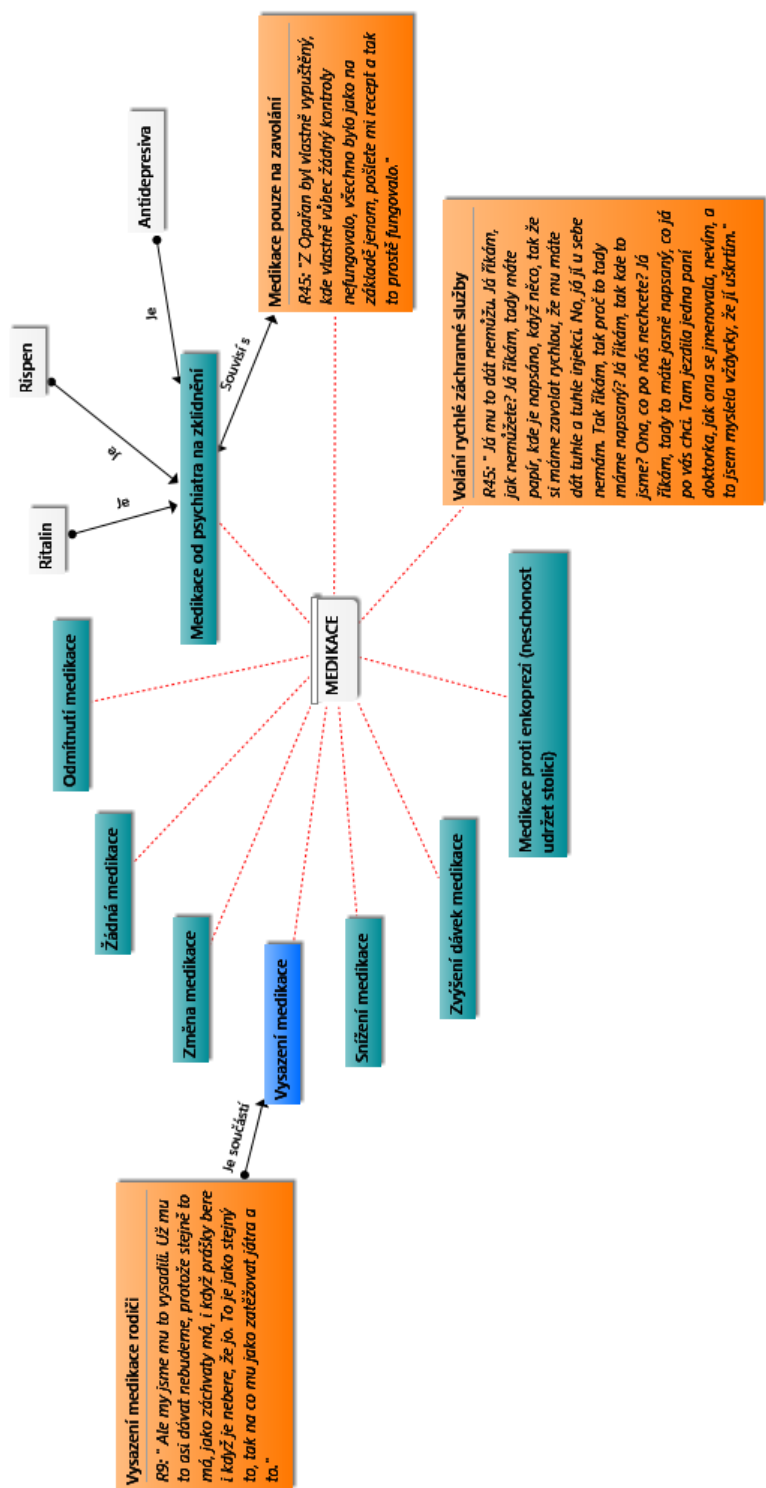 Vysazení medikace rodiči
R9: " Ale my jsme mu to vysadili. Už mu
to asi dávat nebudeme, protože stejně to
má, jako záchvaty má, i když prášky bere
i když je nebere, že jo. To je jako stejný
to, tak na co mu jako zatěžovat játra a
to."
Je součástí
Odmítnutí medikace
Žádná medikace
Změna medikace
Vysazení medikace
Snížení medikace
Zvýšení dávek medikace
Medikace proti enkoprezi (neschonost
udržet stolici)
MEDIKACE
Ritalin
Je
Rispen
Je
Antidepresiva
Je
Medikace od psychiatra na zklidnění
Souvisí s
Medikace pouze na zavolání
R45: "Z Opařan byl vlastně vypuštěný,
kde vlastně vůbec žádný kontroly
nefungovalo, všechno bylo jako na
základě jenom, pošlete mi recept a tak
to prostě fungovalo."
Volání rychlé záchranné služby
R45: " Já mu to dát nemůžu. Já říkám,
jak nemůžete? Já říkám, tady máte
papír, kde je napsáno, když něco, tak že
si máme zavolat rychlou, že mu máte
dát tuhle a tuhle injekci. No, já jí u sebe
nemám. Tak říkám, tak proč to tady
máme napsaný? Já říkám, tak kde to
jsme? Ona, co po nás nechcete? Já
říkám, tady to máte jasně napsaný, co já
po vás chci. Tam jezdila jedna paní
doktorka, jak ona se jmenovala, nevím, a
to jsem myslela vždycky, že jí uškrtím."